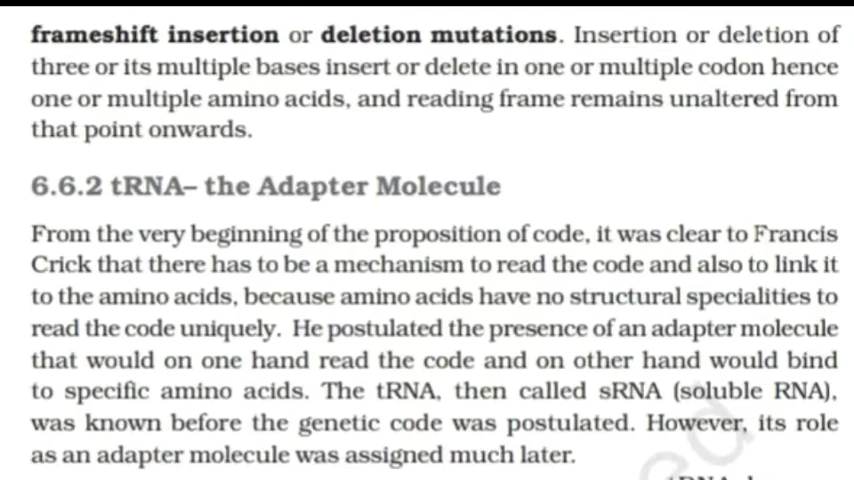 frameshift insertion or deletion mutations. Insertion or deletion of
three or its multiple bases insert or delete in one or multiple codon hence
one or multiple amino acids, and reading frame remains unaltered from
that point onwards.
6.6.2 tRNA– the Adapter Molecule
From the very beginning of the proposition of code, it was clear to Francis
Crick that there has to be a mechanism to read the code and also to link it
to the amino acids, because amino acids have no structural specialities to
read the code uniquely. He postulated the presence of an adapter molecule
that would on one hand read the code and on other hand would bind
to specific amino acids. The tRNA, then called sRNA (soluble RNA),
was known before the genetic code was postulated. However, its role
as an adapter molecule was assigned much later.